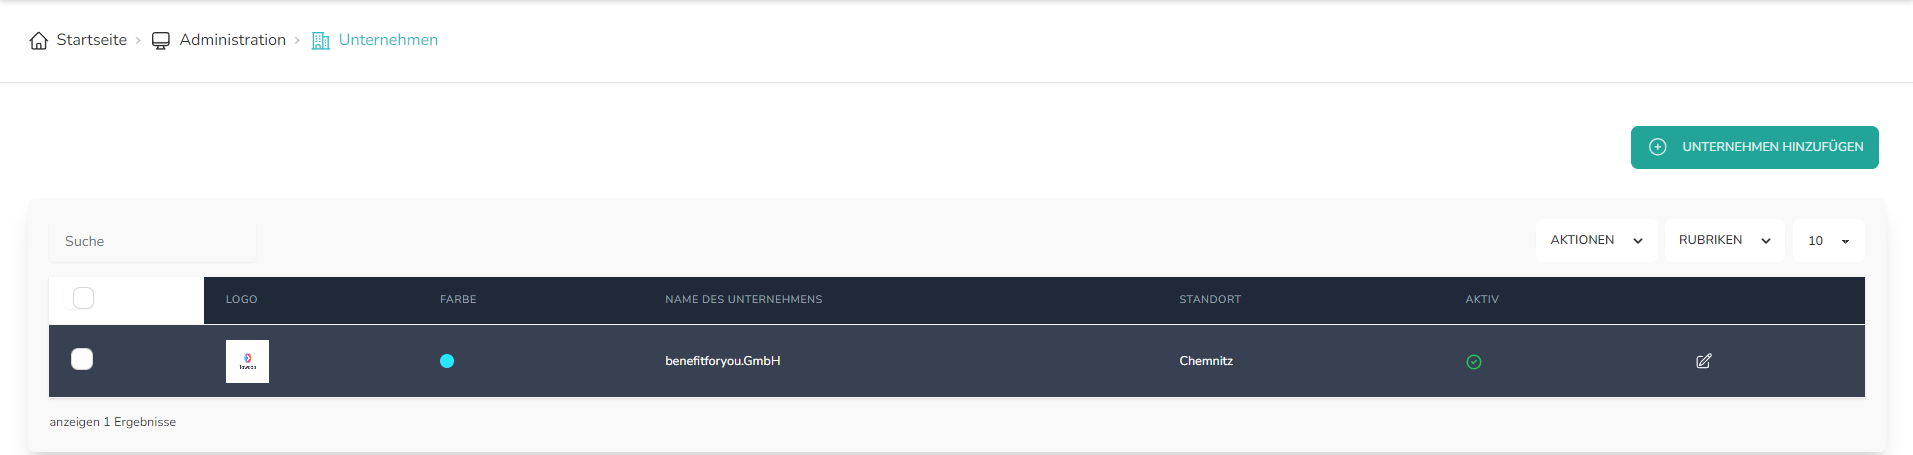 Startseite › Administration › Unternehmen
UNTERNEHMEN HINZUFÜGEN
Suche
AKTIONEN RUBRIKEN 10
LOGO FARBE NAME DES UNTERNEHMENS STANDORT AKTIV
benefitforyou.GmbH Chemnitz
anzeigen 1 Ergebnisse